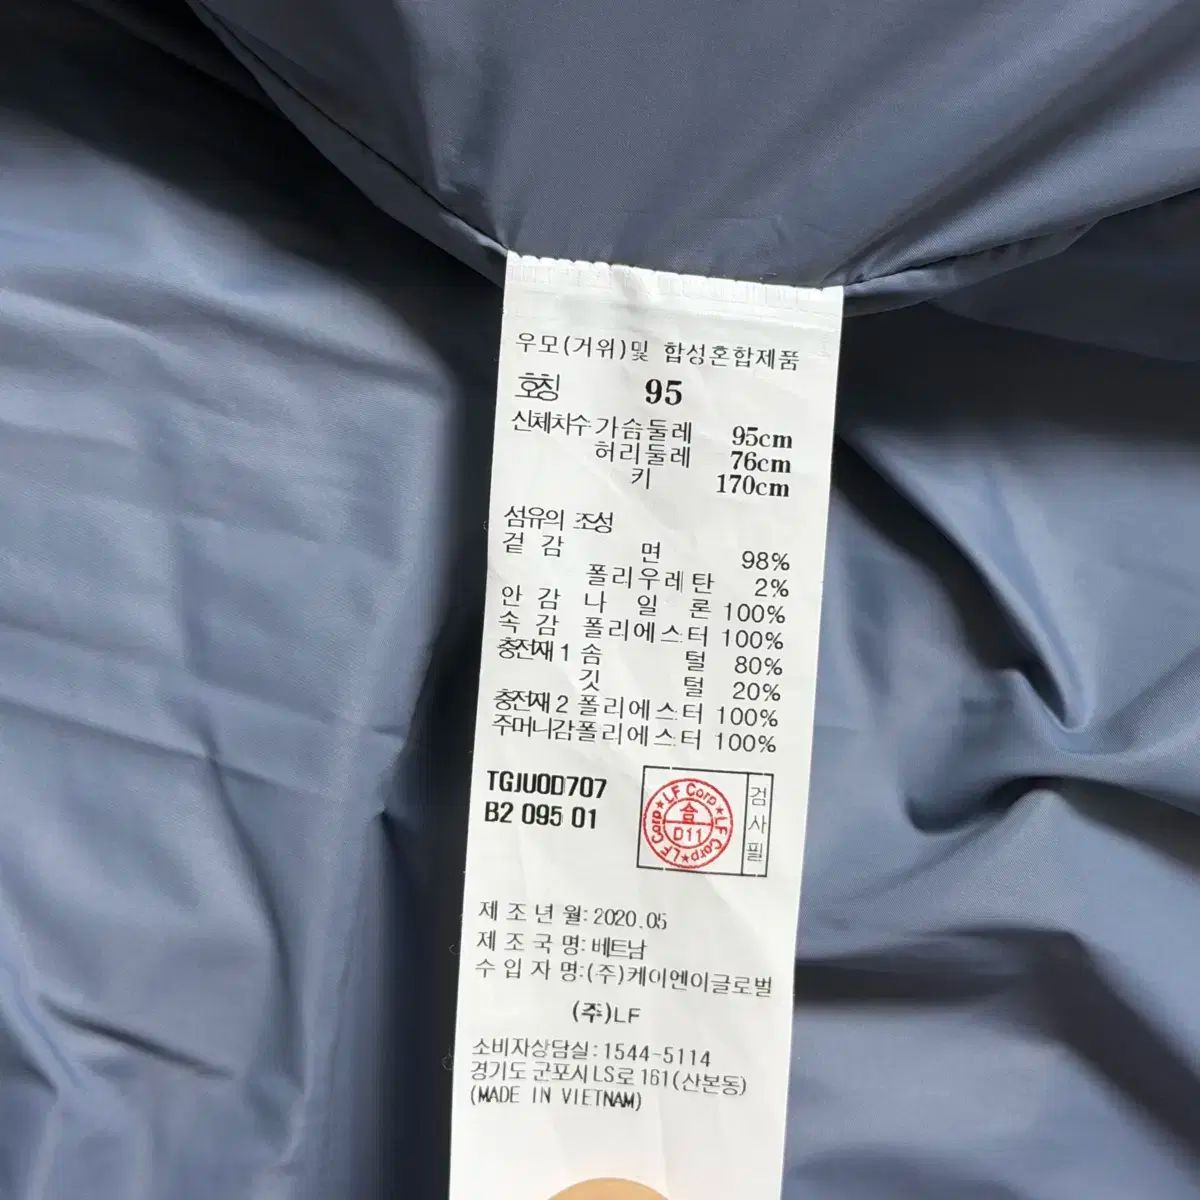 우모(거위)및 합성혼합제품
호칭 95
신체치수 가슴둘레 95cm
허리둘레 76cm
키 170cm
섬유의 조성
겉 감 면 98%
폴리우레탄 2%
안 감 나 일 론 100%
속 감 폴리에스터 100%
충전재 1 솜 털 80%
깃 털 20%
충전재 2 폴리에스터 100%
주머니감폴리에스터 100%
TGJU0D707
B2 095 01
LF Corp★LF Corp★LF Corp★
合
D11
검사필
제 조 년 월: 2020.05
제 조 국 명: 베트남
수 입 자 명:(주)케이엔이글로벌
(주)LF
소비자상담실:1544-5114
경기도 군포시 LS로 161(산본동)
(MADE IN VIETNAM)